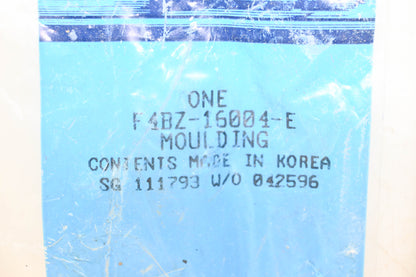 ONE
F4BZ-16004-E
MOULDING
CONTENTS MADE IN KOREA
SG 111793 W/O 042596